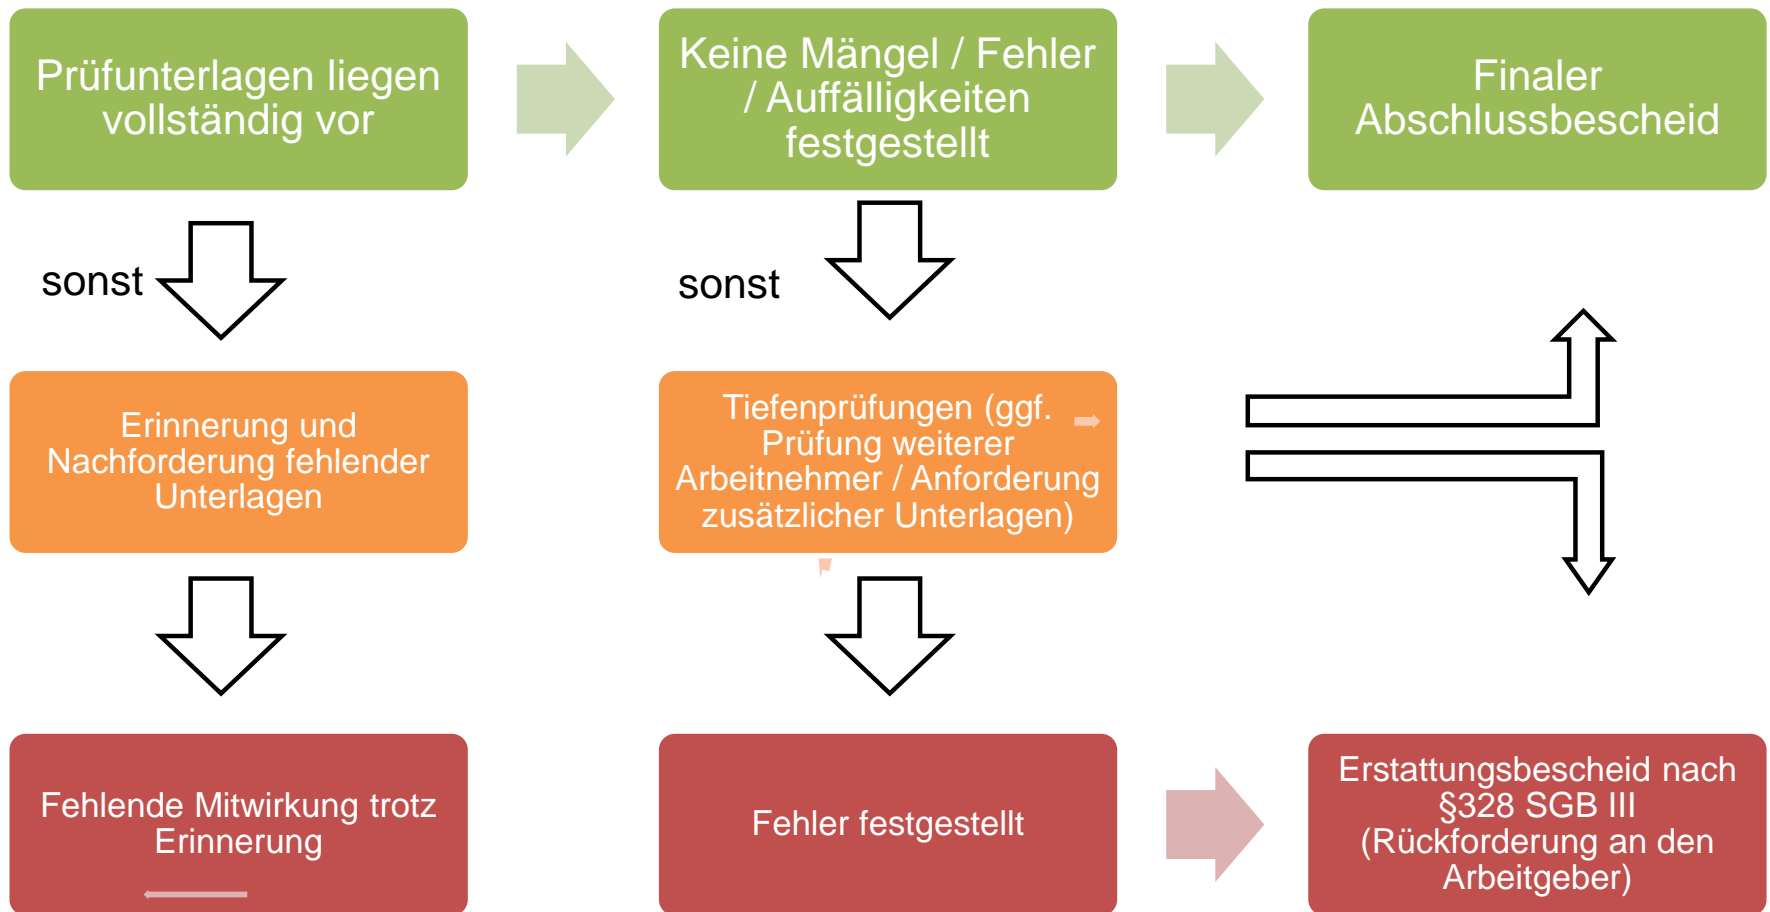 Prüfunterlagen liegen
vollständig vor
Keine Mängel / Fehler
/ Auffälligkeiten
festgestellt
Finaler
Abschlussbescheid
sonst
sonst
Erinnerung und
Nachforderung fehlender
Unterlagen
Tiefenprüfungen (ggf.
Prüfung weiterer
Arbeitnehmer / Anforderung
zusätzlicher Unterlagen)
Fehlende Mitwirkung trotz
Erinnerung
Fehler festgestellt
Erstattungsbescheid nach
§328 SGB III
(Rückforderung an den
Arbeitgeber)